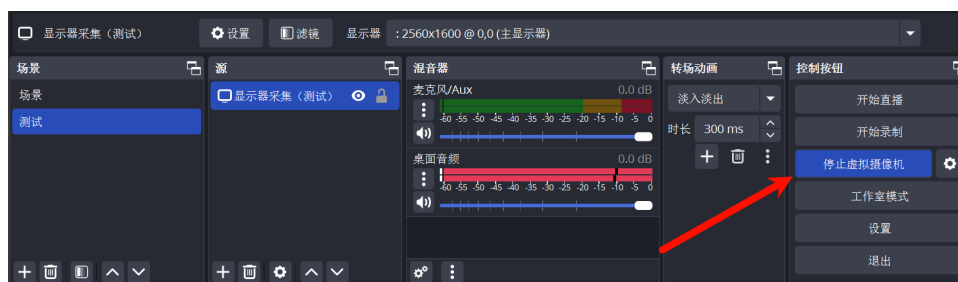 显示器采集（测试） 设置 滤镜 显示器 : 2560x1600 @ 0,0 (主显示器)
场景
场景
测试
源
显示器采集（测试）
混音器
麦克风/Aux 0.0 dB
-60 -55 -50 -45 -40 -35 -30 -25 -20 -15 -10 -5 0
桌面音频 0.0 dB
-60 -55 -50 -45 -40 -35 -30 -25 -20 -15 -10 -5 0
转场动画
淡入淡出
时长 300 ms
控制按钮
开始直播
开始录制
停止虚拟摄像机
工作室模式
设置
退出